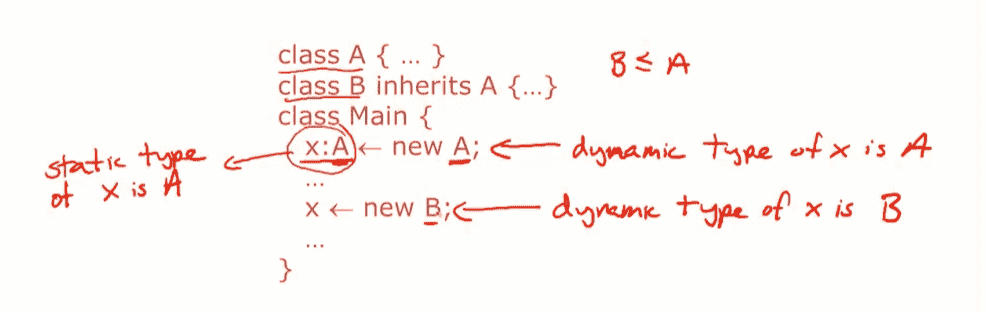 class A { ... }
B ≤ A
class B inherits A {...}
class Main {
x:A ← new A; ← dynamic type of x is A
static type
of x is A
...
x ← new B; ← dynamic type of x is B
...
}